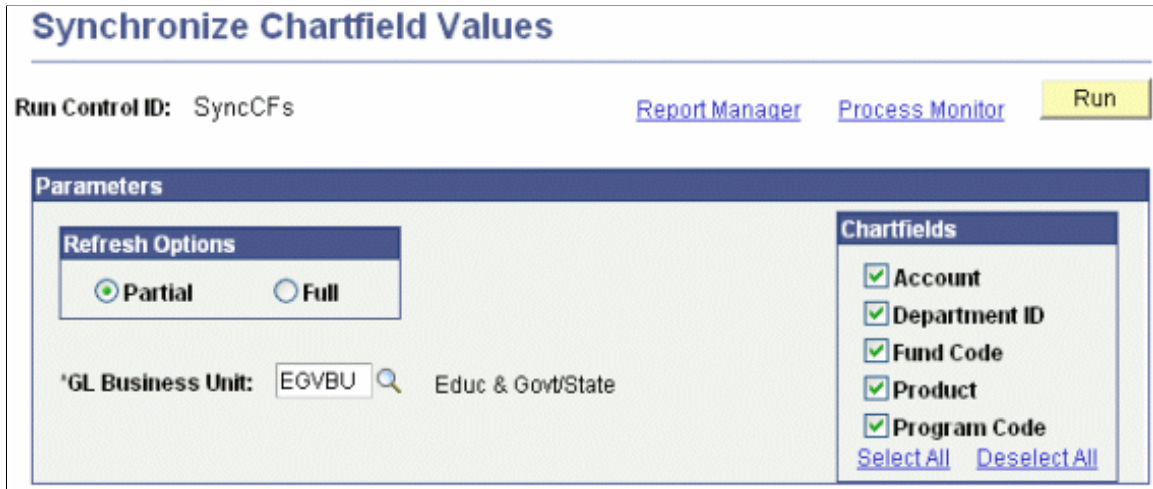 Synchronize Chartfield Values
Run Control ID: SyncCFs Report Manager Process Monitor Run
Parameters
Refresh Options
Partial Full
*GL Business Unit: EGVBU Educ & Govt/State
Chartfields
Account
Department ID
Fund Code
Product
Program Code
Select All Deselect All